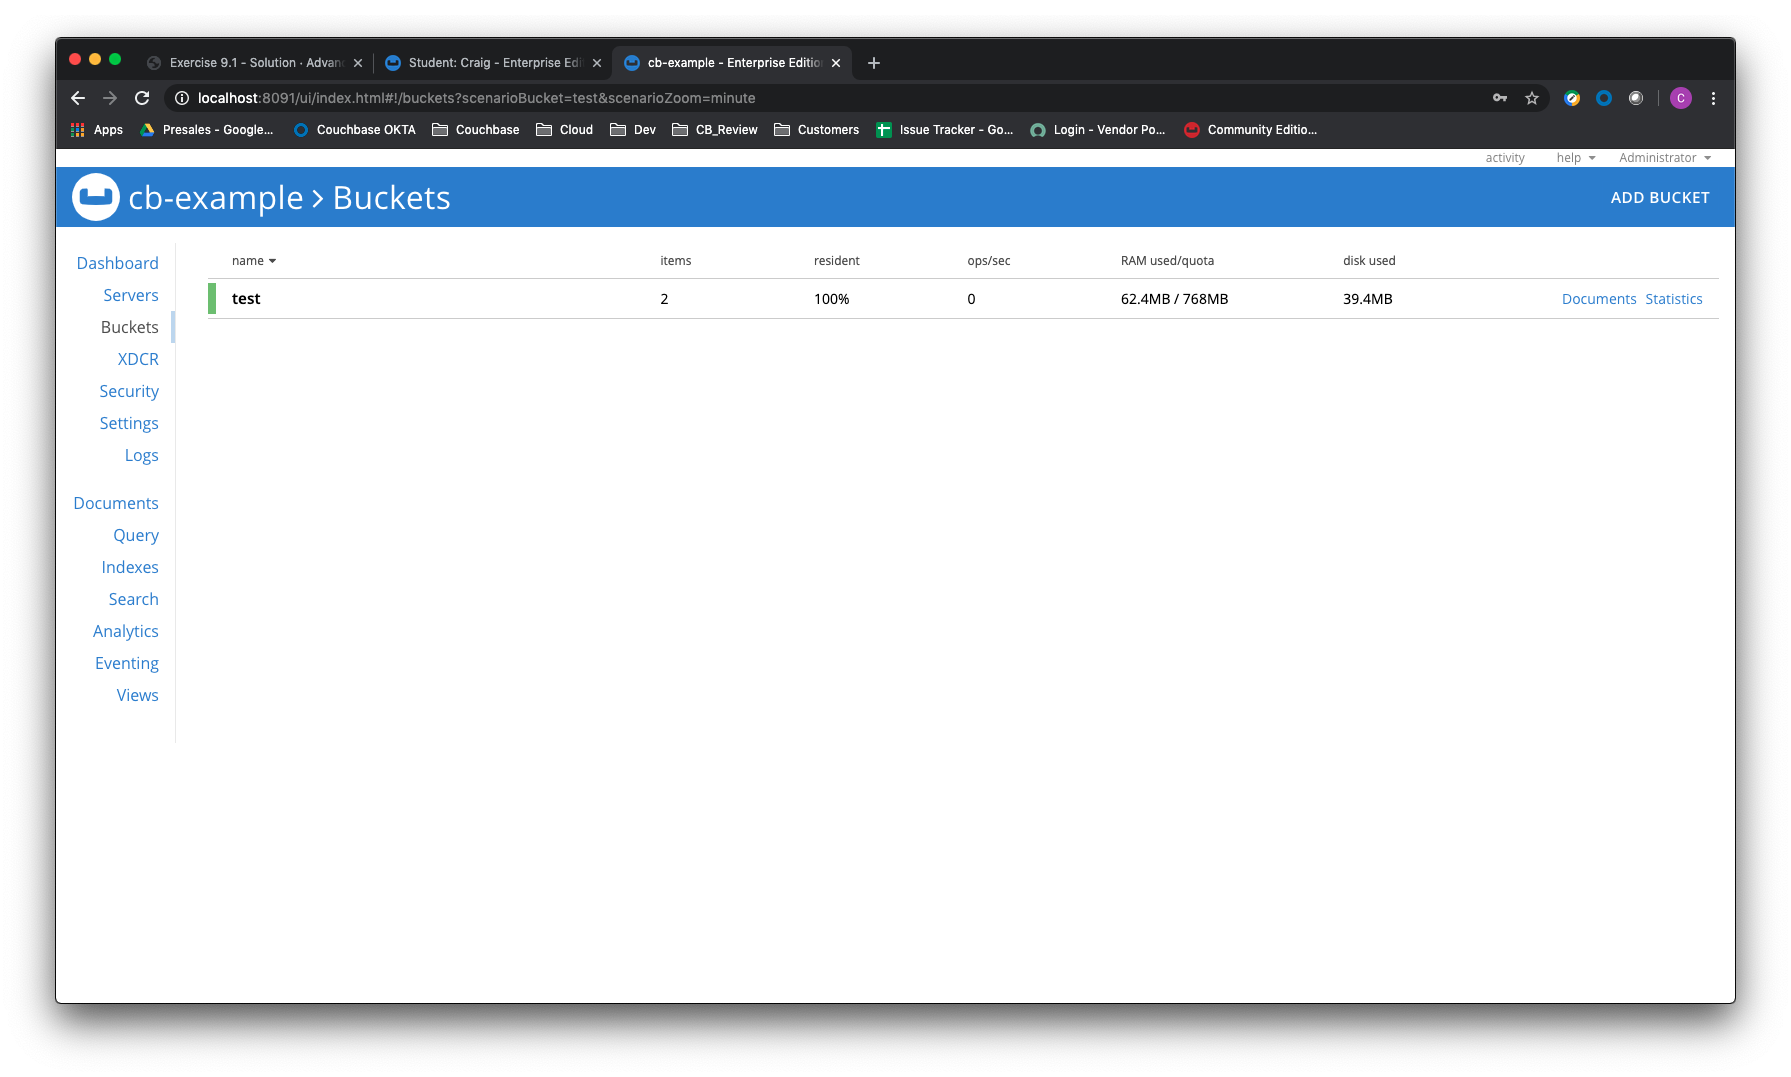 Exercise 9.1 - Solution · Advan
Student: Craig - Enterprise Edi
cb-example - Enterprise Editio
localhost:8091/ui/index.html#!/buckets?scenarioBucket=test&scenarioZoom=minute
C
Apps Presales - Google... Couchbase OKTA Couchbase Cloud Dev CB_Review Customers Issue Tracker - Go... Login - Vendor Po... Community Editio...
activity help Administrator
cb-example > Buckets ADD BUCKET
Dashboard
Servers
Buckets
XDCR
Security
Settings
Logs
Documents
Query
Indexes
Search
Analytics
Eventing
Views
name items resident ops/sec RAM used/quota disk used
test 2 100% 0 62.4MB / 768MB 39.4MB Documents Statistics